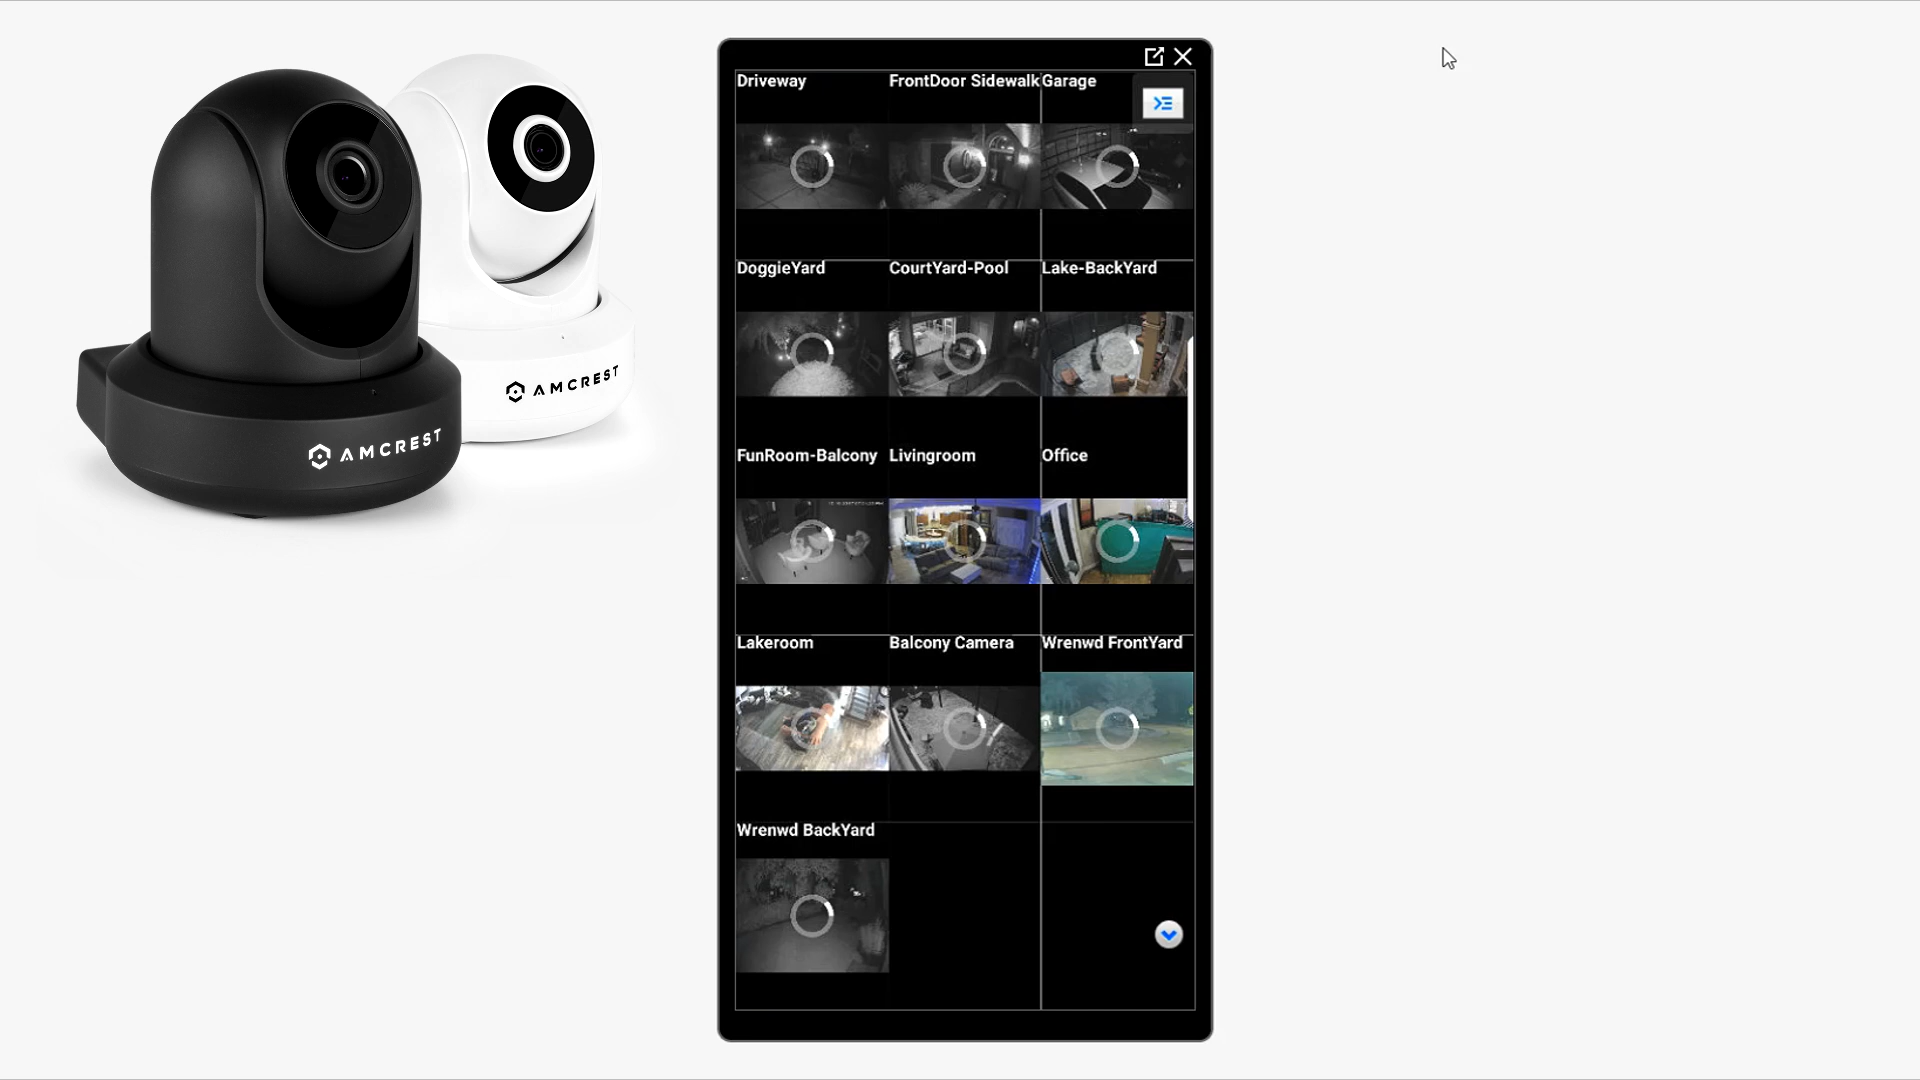 AMCREST
AMCREST
Driveway
FrontDoor Sidewalk
Garage
DoggieYard
CourtYard-Pool
Lake-BackYard
FunRoom-Balcony
Livingroom
Office
Lakeroom
Balcony Camera
Wrenwd FrontYard
Wrenwd BackYard